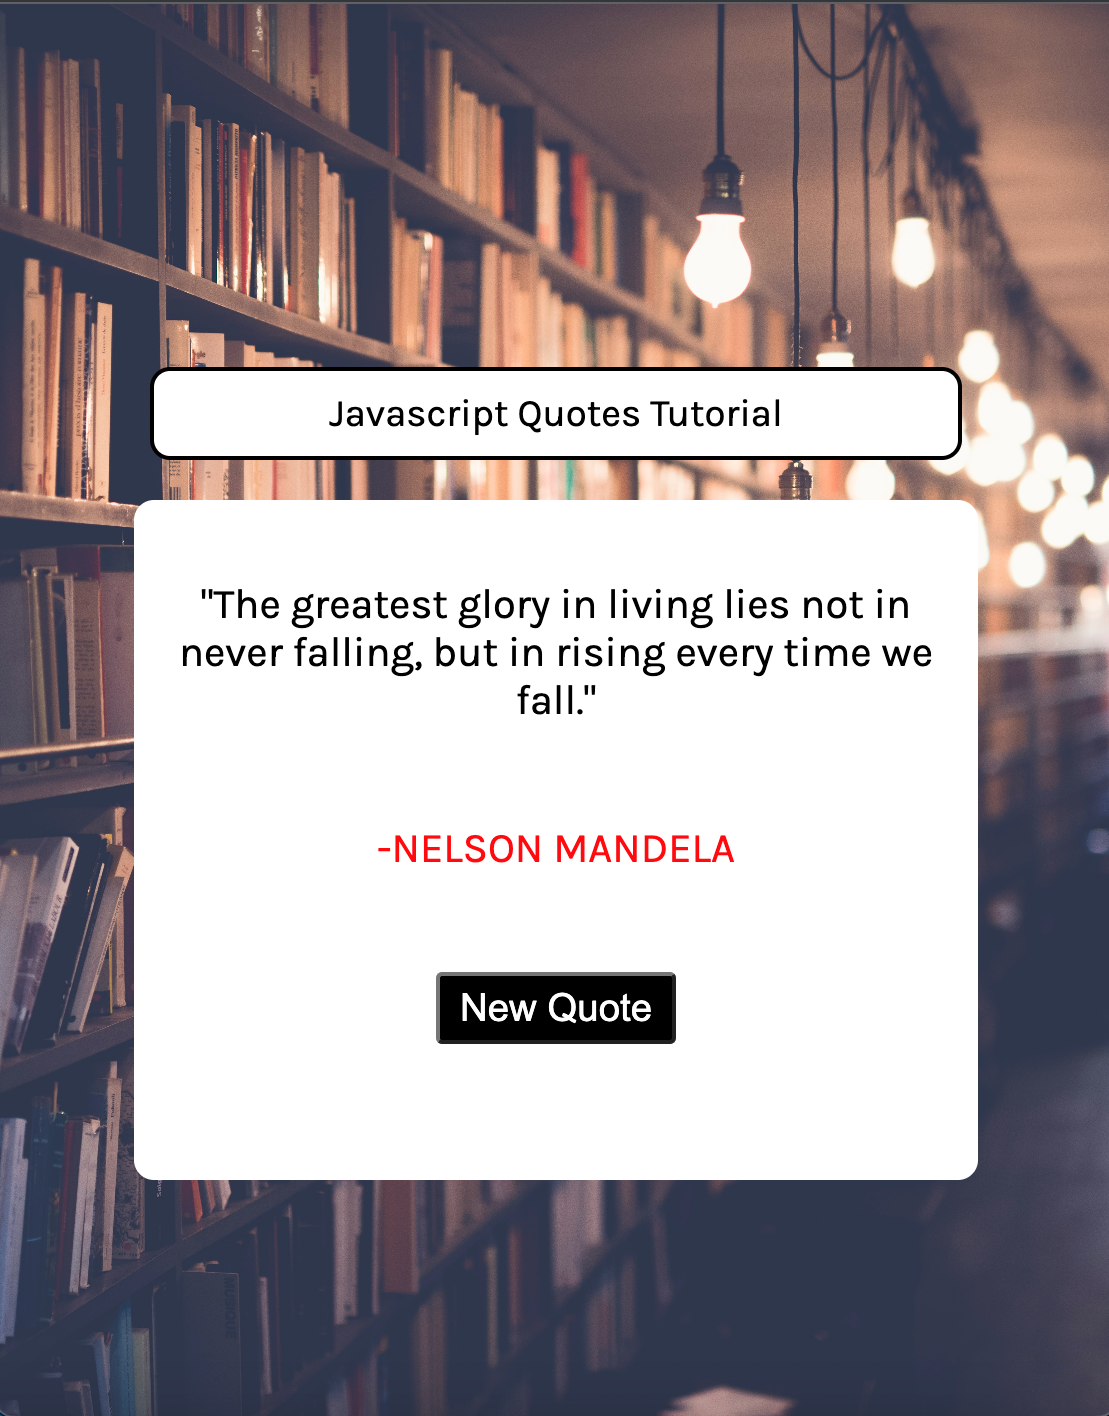 Javascript Quotes Tutorial
"The greatest glory in living lies not in
never falling, but in rising every time we
fall."
-NELSON MANDELA
New Quote